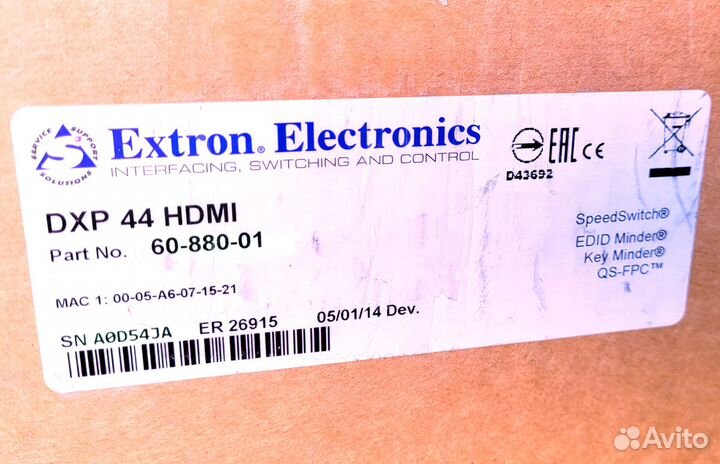 SERVICE SUPPORT SOLUTIONS
S3
Extron® Electronics
INTERFACING, SWITCHING AND CONTROL
EAC CE
D43692
DXP 44 HDMI
Part No. 60-880-01
SpeedSwitch®
EDID Minder®
Key Minder®
QS-FPC™
MAC 1: 00-05-A6-07-15-21
SN A0D54JA ER 26915 05/01/14 Dev.
Avito